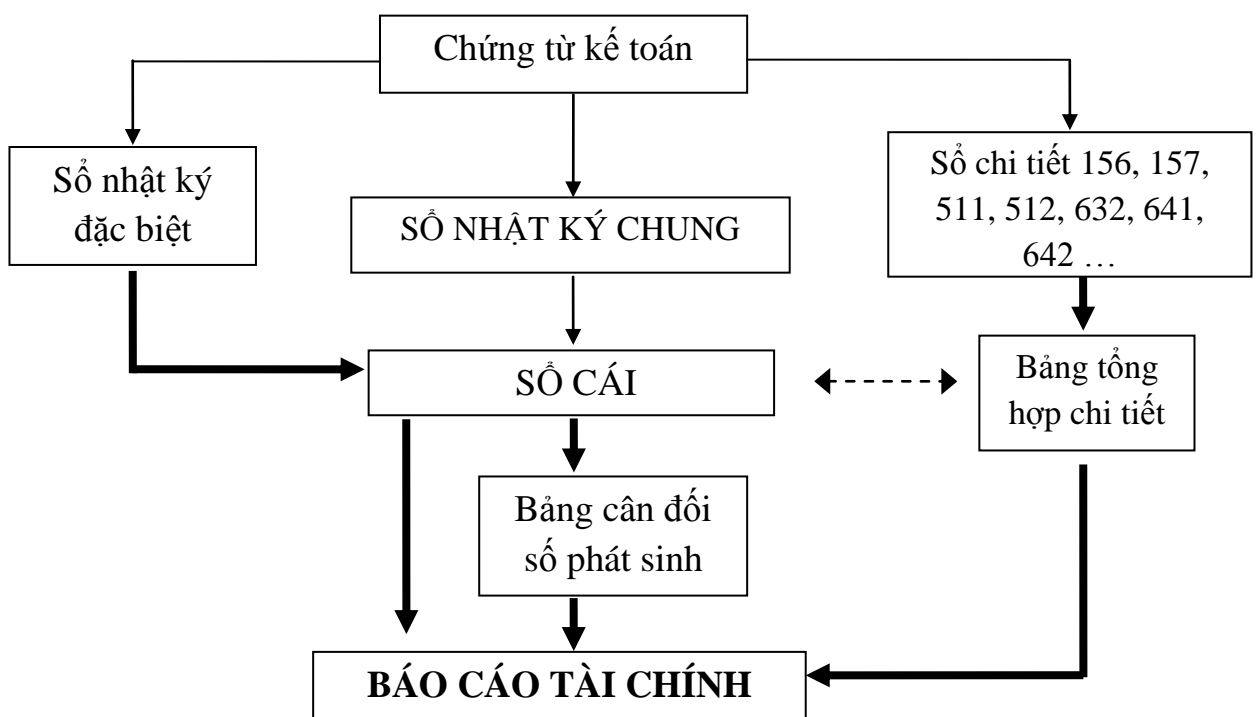 Chứng từ kế toán
Sổ nhật ký
đặc biệt
SỔ NHẬT KÝ CHUNG
Sổ chi tiết 156, 157,
511, 512, 632, 641,
642 …
SỔ CÁI
Bảng tổng
hợp chi tiết
Bảng cân đối
số phát sinh
BÁO CÁO TÀI CHÍNH